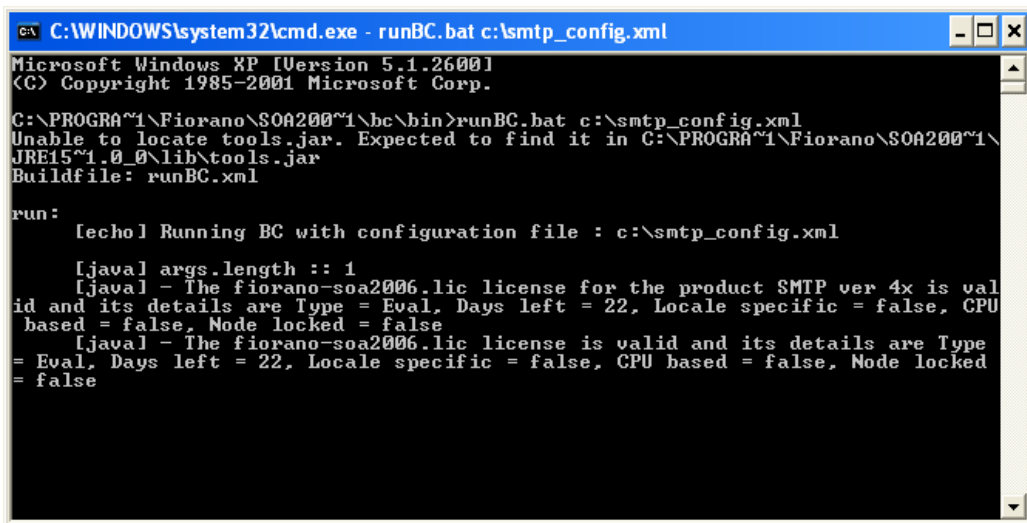 C:\WINDOWS\system32\cmd.exe - runBC.bat c:\smtp_config.xml
Microsoft Windows XP [Version 5.1.2600]
(C) Copyright 1985-2001 Microsoft Corp.
C:\PROGRA~1\Fiorano\SOA200~1\bc\bin>runBC.bat c:\smtp_config.xml
Unable to locate tools.jar. Expected to find it in C:\PROGRA~1\Fiorano\SOA200~1\
JRE15~1.0_0\lib\tools.jar
Buildfile: runBC.xml
run:
[echo] Running BC with configuration file : c:\smtp_config.xml
[java] args.length :: 1
[java] - The fiorano-soa2006.lic license for the product SMTP ver 4x is val
id and its details are Type = Eval, Days left = 22, Locale specific = false, CPU
based = false, Node locked = false
[java] - The fiorano-soa2006.lic license is valid and its details are Type
= Eval, Days left = 22, Locale specific = false, CPU based = false, Node locked
= false